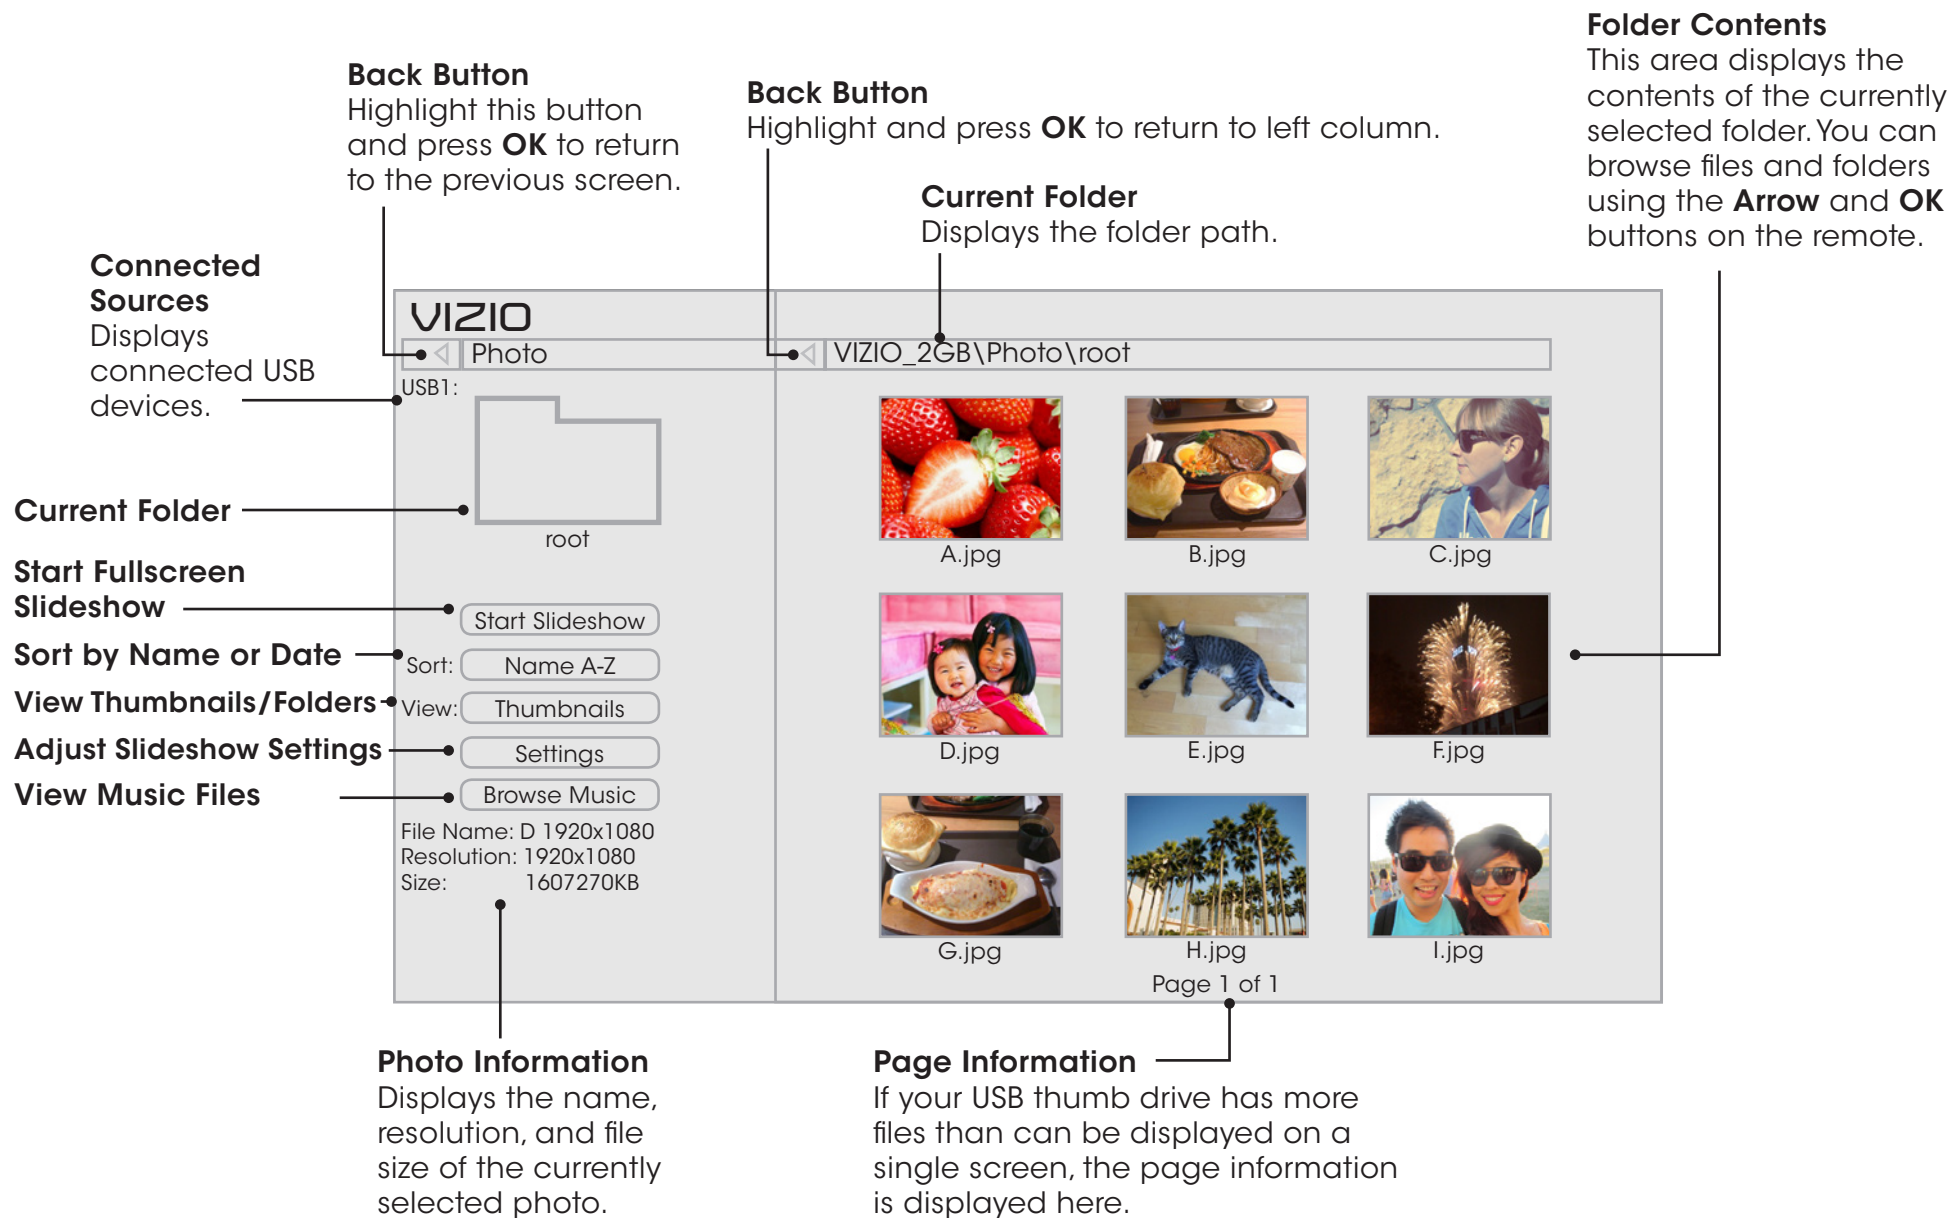 Folder Contents
This area displays the
contents of the currently
selected folder. You can
browse files and folders
using the Arrow and OK
buttons on the remote.
Back Button
Highlight this button
and press OK to return
to the previous screen.
Back Button
Highlight and press OK to return to left column.
Current Folder
Displays the folder path.
Connected
Sources
Displays
connected USB
devices.
Current Folder
Start Fullscreen
Slideshow
Sort by Name or Date
View Thumbnails/Folders
Adjust Slideshow Settings
View Music Files
VIZIO
Photo
USB1:
root
Start Slideshow
Sort: Name A-Z
View: Thumbnails
Settings
Browse Music
File Name: D 1920x1080
Resolution: 1920x1080
Size: 1607270KB
VIZIO_2GB\Photo\root
A.jpg
B.jpg
C.jpg
D.jpg
E.jpg
F.jpg
G.jpg
H.jpg
I.jpg
Page 1 of 1
Photo Information
Displays the name,
resolution, and file
size of the currently
selected photo.
Page Information
If your USB thumb drive has more
files than can be displayed on a
single screen, the page information
is displayed here.